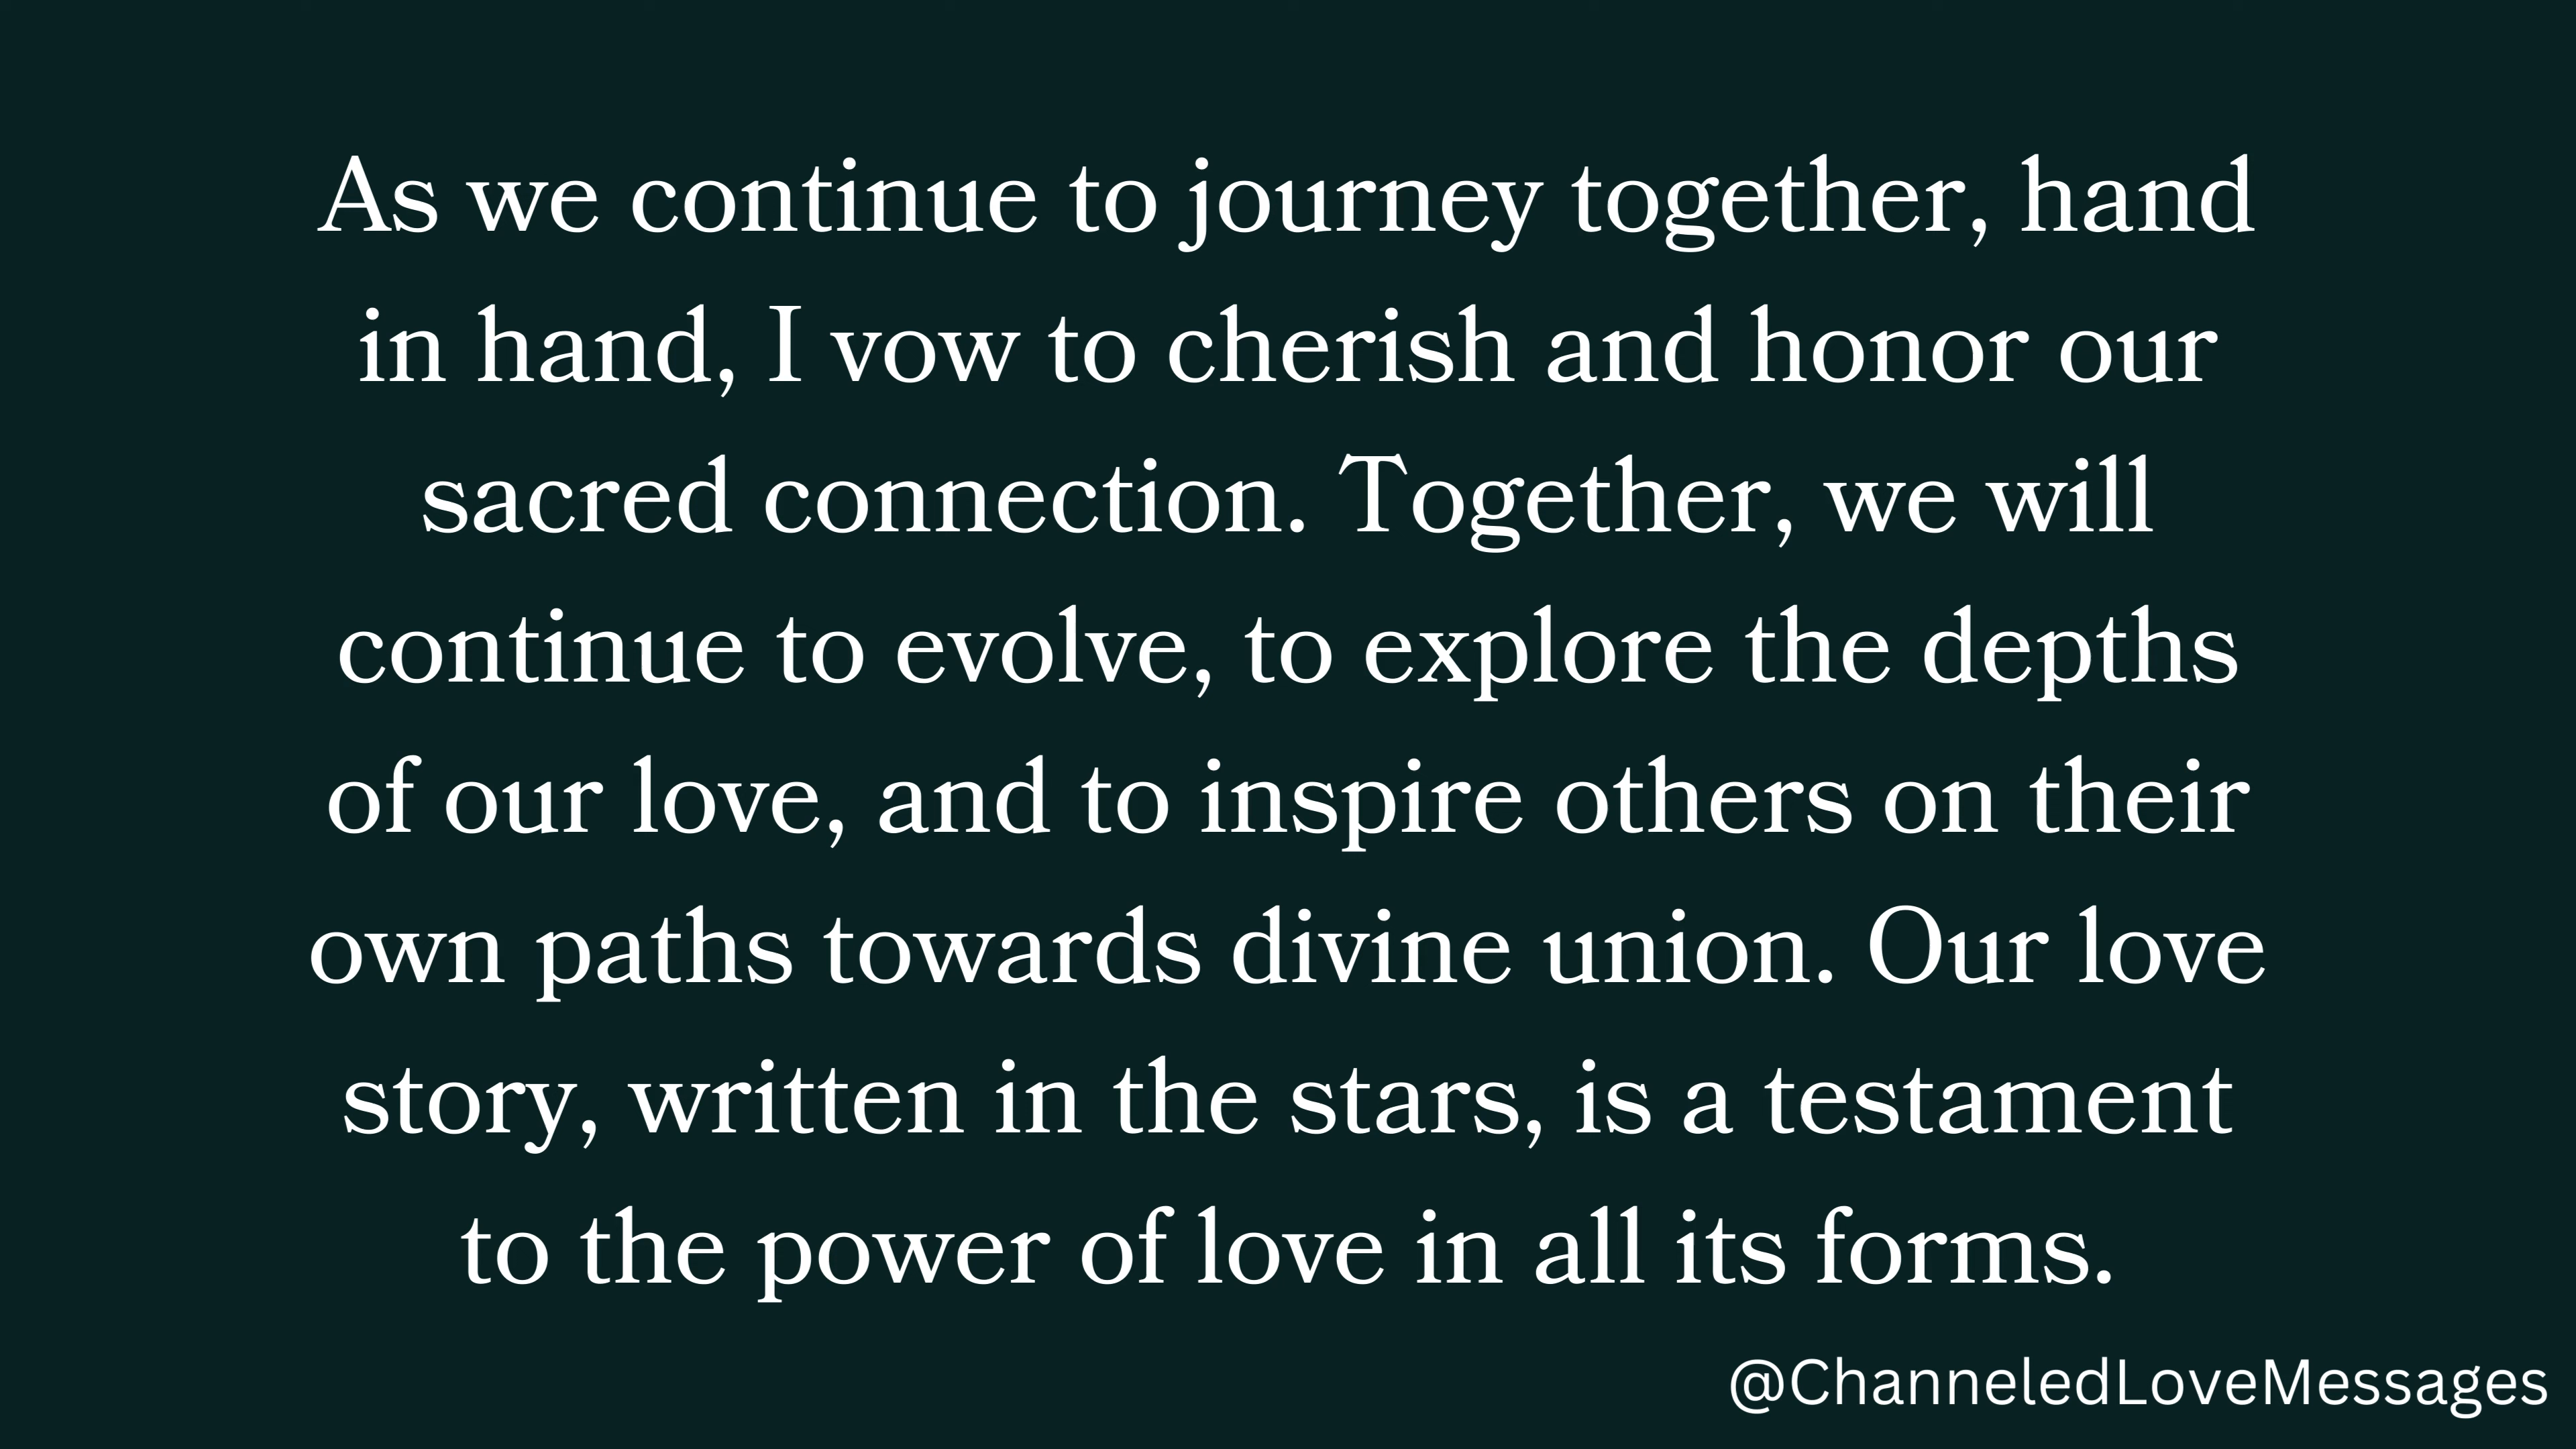 As we continue to journey together, hand
in hand, I vow to cherish and honor our
sacred connection. Together, we will
continue to evolve, to explore the depths
of our love, and to inspire others on their
own paths towards divine union. Our love
story, written in the stars, is a testament
to the power of love in all its forms.
@ChanneledLoveMessages